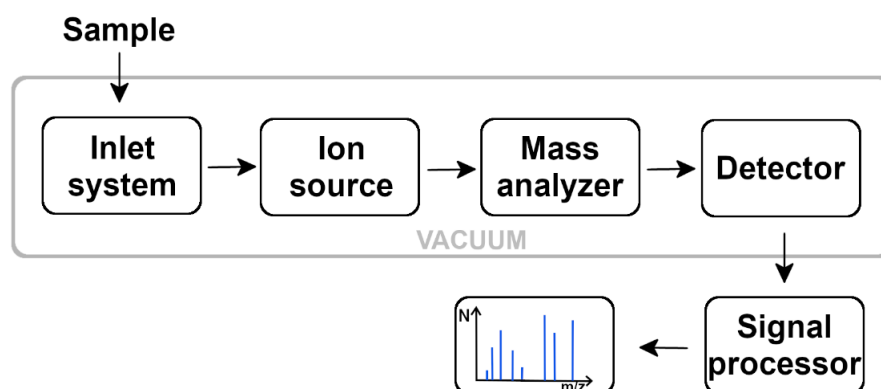 Sample
Inlet
system
Ion
source
Mass
analyzer
Detector
VACUUM
N
m/z
Signal
processor